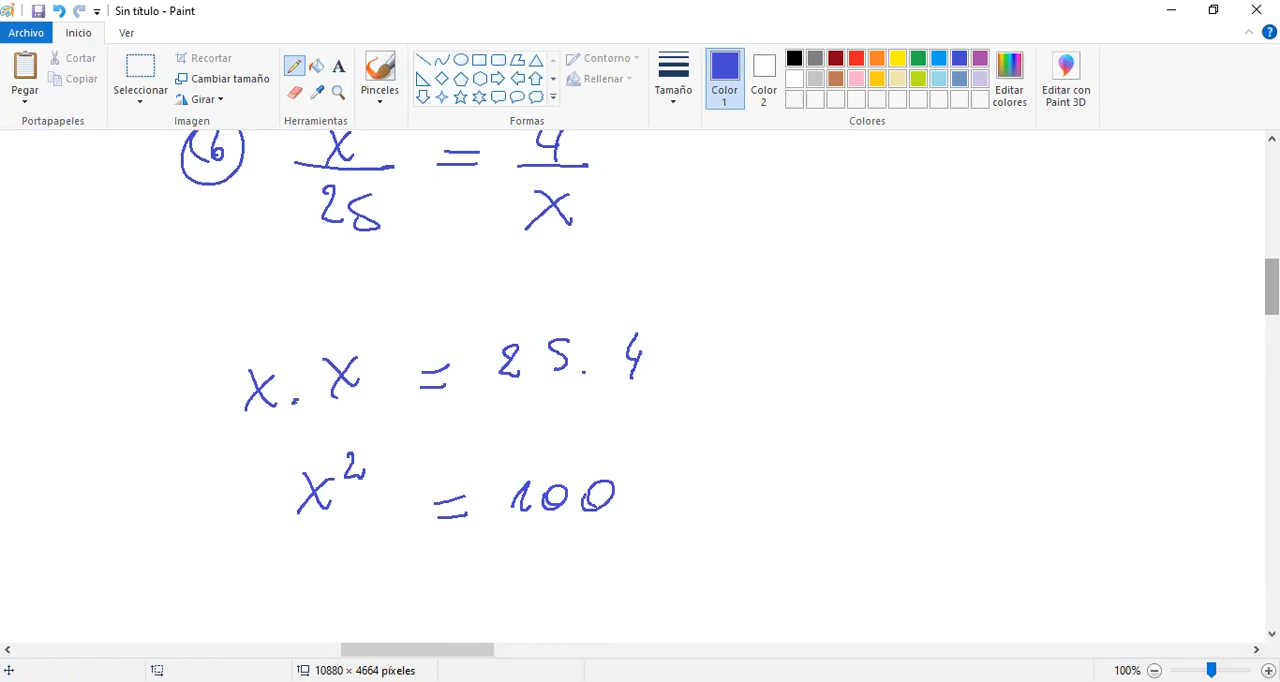 Sin título - Paint
Archivo Inicio Ver
Pegar
Cortar
Copiar
Portapapeles
Seleccionar
Recortar
Cambiar tamaño
Girar
Imagen
A
Herramientas
Pinceles
Contorno
Rellenar
Formas
Tamaño
Color 1
Color 2
Editar colores
Editar con Paint 3D
Colores
6 x/25 = 4/x
x . x = 25 . 4
x² = 100
10880 × 4664 píxeles
100%